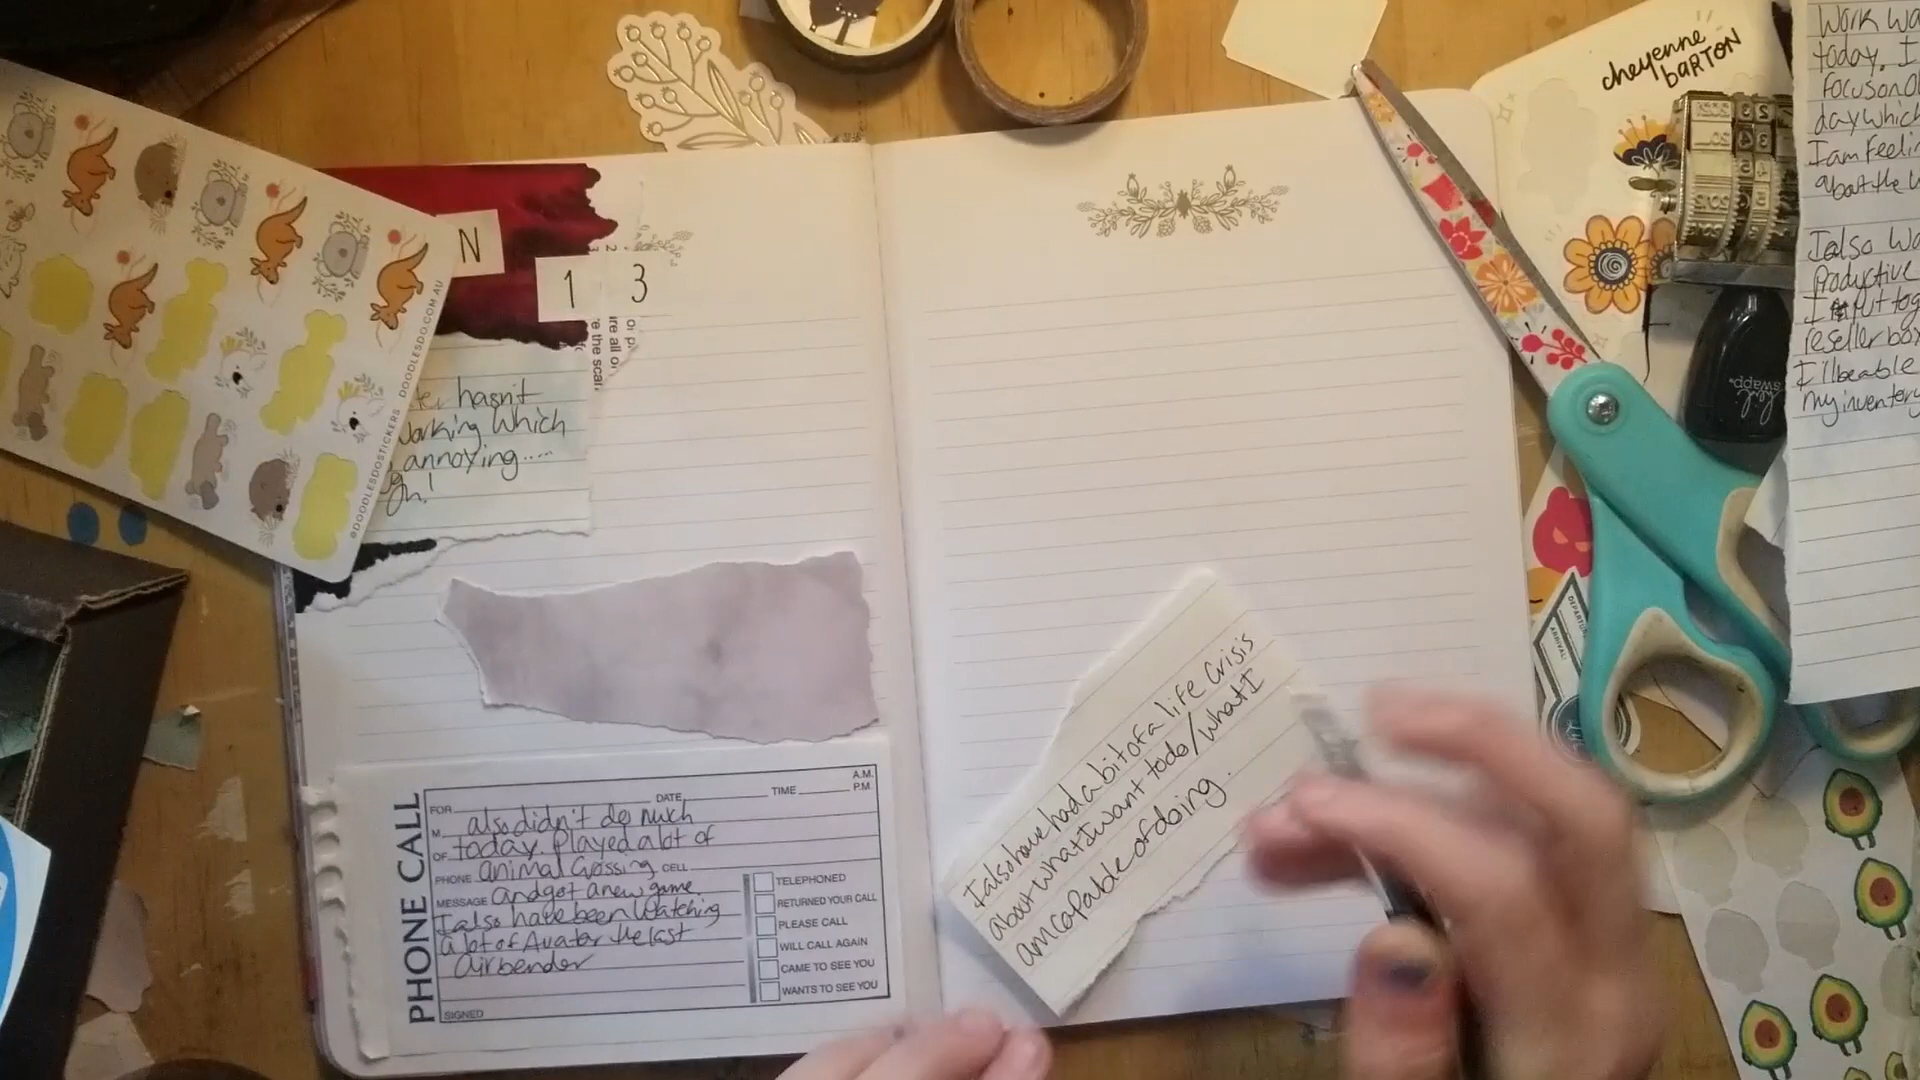 cheyenne
BARTON
Work wa
today. I
focus on
day which
I am feelin
about the w
I also wa
productive
I put tog
reseller box
I'll be able
my inventory
N
1 3
hasn't
working which
annoying....
@DOODLESDOSTICKERS DOODLESDO.COM.AU
PHONE CALL
A.M.
P.M.
FOR DATE TIME
M. also didn't do much
OF today. Played a lot of
PHONE animal crossing CELL
MESSAGE and got a new game.
I also have been watching
a lot of Avatar the last
airbender
SIGNED
TELEPHONED
RETURNED YOUR CALL
PLEASE CALL
WILL CALL AGAIN
CAME TO SEE YOU
WANTS TO SEE YOU
I also have had a bit of a life crisis
about what I want to do/what I
am capable of doing.
DEPARTURE
ARRIVAL